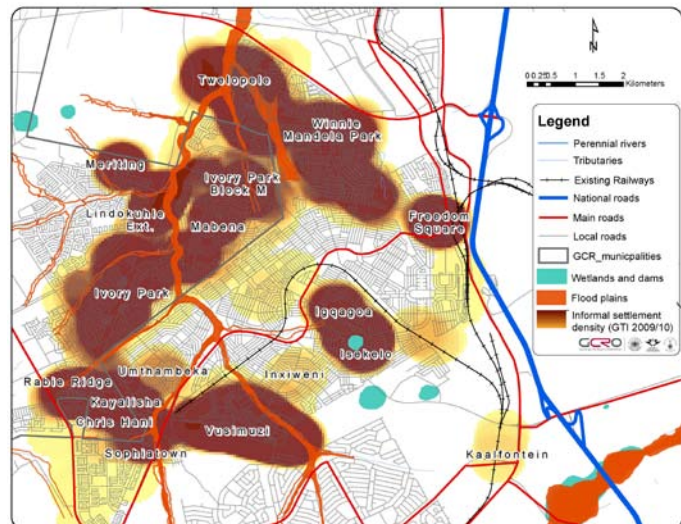 N
0 0.25 0.5 1 1.5 2
Kilometers
Legend
Perennial rivers
Tributaries
Existing Railways
National roads
Main roads
Local roads
GCR_municpalities
Wetlands and dams
Flood plains
Informal settlement
density (GTI 2009/10)
GCRO
Twelopele
Winnie
Mandela Park
Meriting
Ivory Park
Block M
Lindokuhle
Ext.
Mabena
Freedom
Square
Ivory Park
Igqagoa
Isekelo
Umthambeka
Inxiweni
Rabie Ridge
Kayalisha
Chris Hani
Vusimuzi
Sophiatown
Kaalfontein